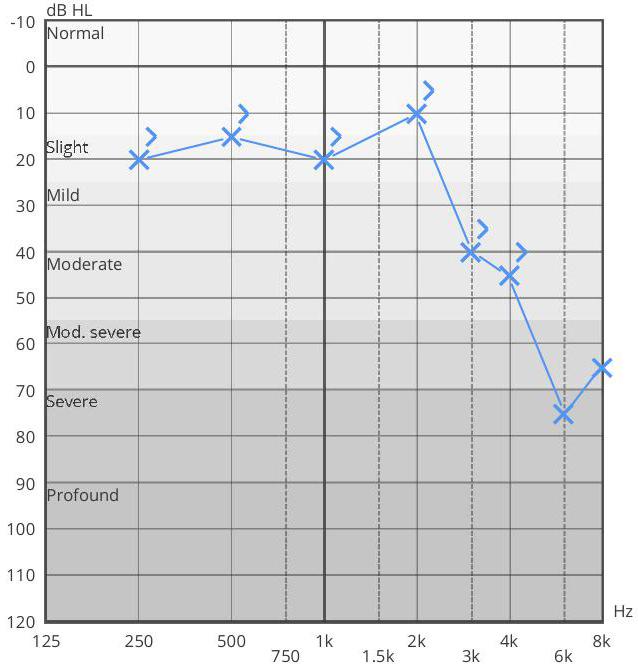 dB HL
-10
Normal
0
10
Slight
20
Mild
30
40
Moderate
50
Mod. severe
60
70
Severe
80
90
Profound
100
110
120
Hz
125 250 500 1k 2k 4k 8k
750 1.5k 3k 6k